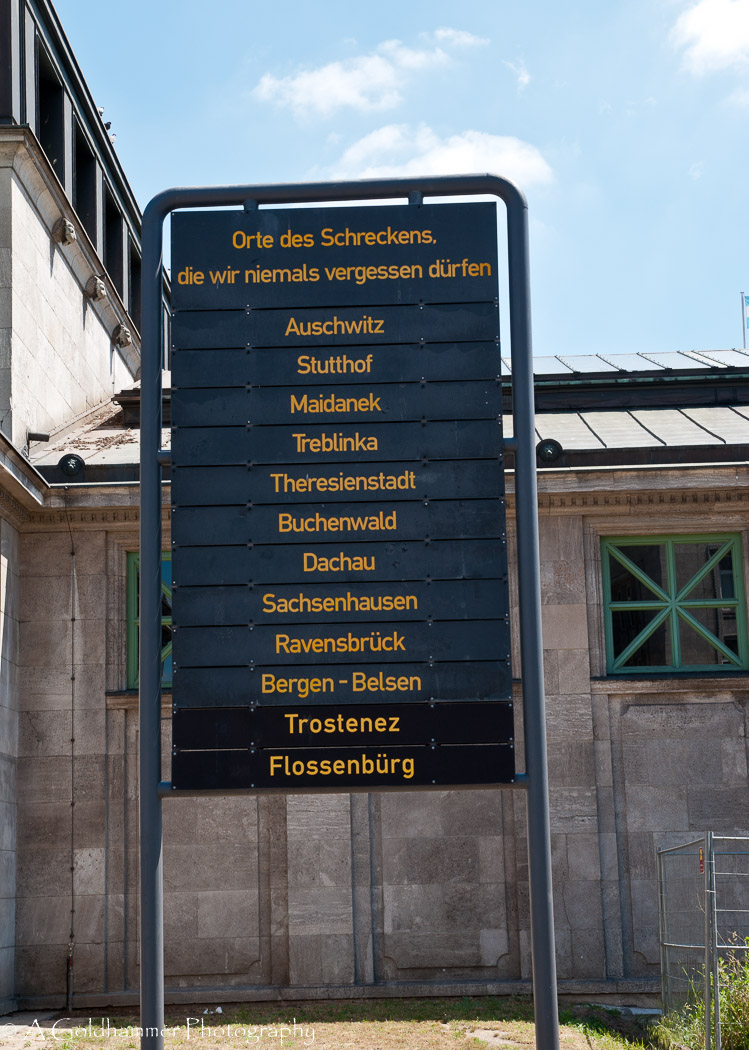 Orte des Schreckens,
die wir niemals vergessen dürfen
Auschwitz
Stutthof
Maidanek
Treblinka
Theresienstadt
Buchenwald
Dachau
Sachsenhausen
Ravensbrück
Bergen - Belsen
Trostenez
Flossenbürg
© A Goldhammer Photography